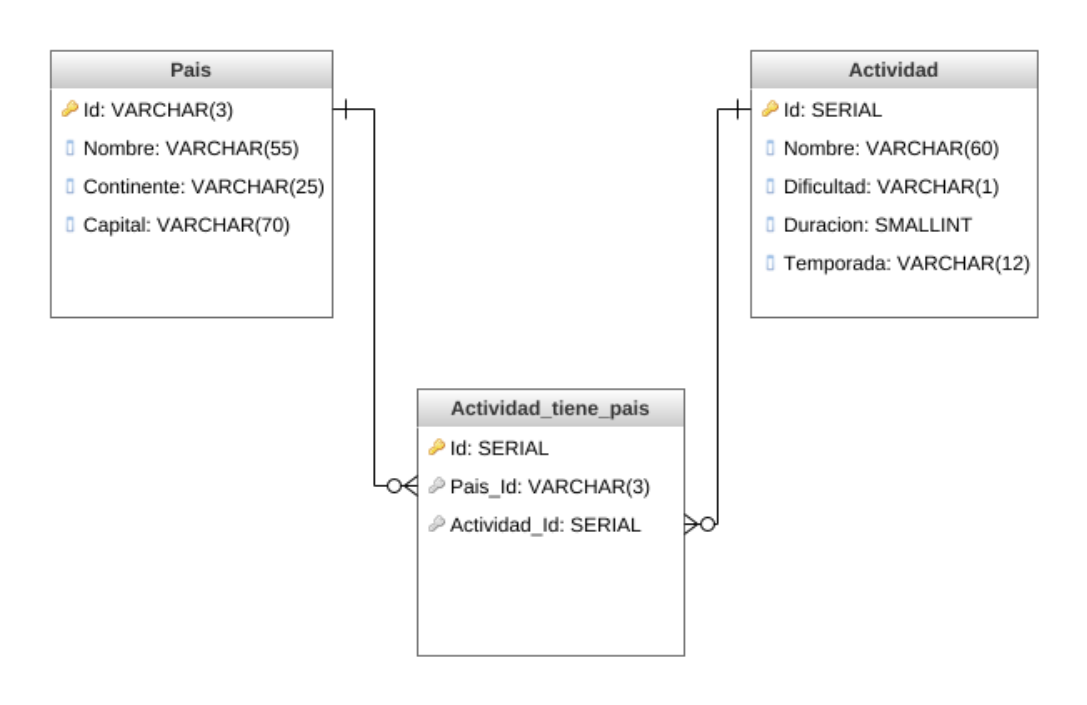 Pais
Id: VARCHAR(3)
Nombre: VARCHAR(55)
Continente: VARCHAR(25)
Capital: VARCHAR(70)
Actividad
Id: SERIAL
Nombre: VARCHAR(60)
Dificultad: VARCHAR(1)
Duracion: SMALLINT
Temporada: VARCHAR(12)
Actividad_tiene_pais
Id: SERIAL
Pais_Id: VARCHAR(3)
Actividad_Id: SERIAL